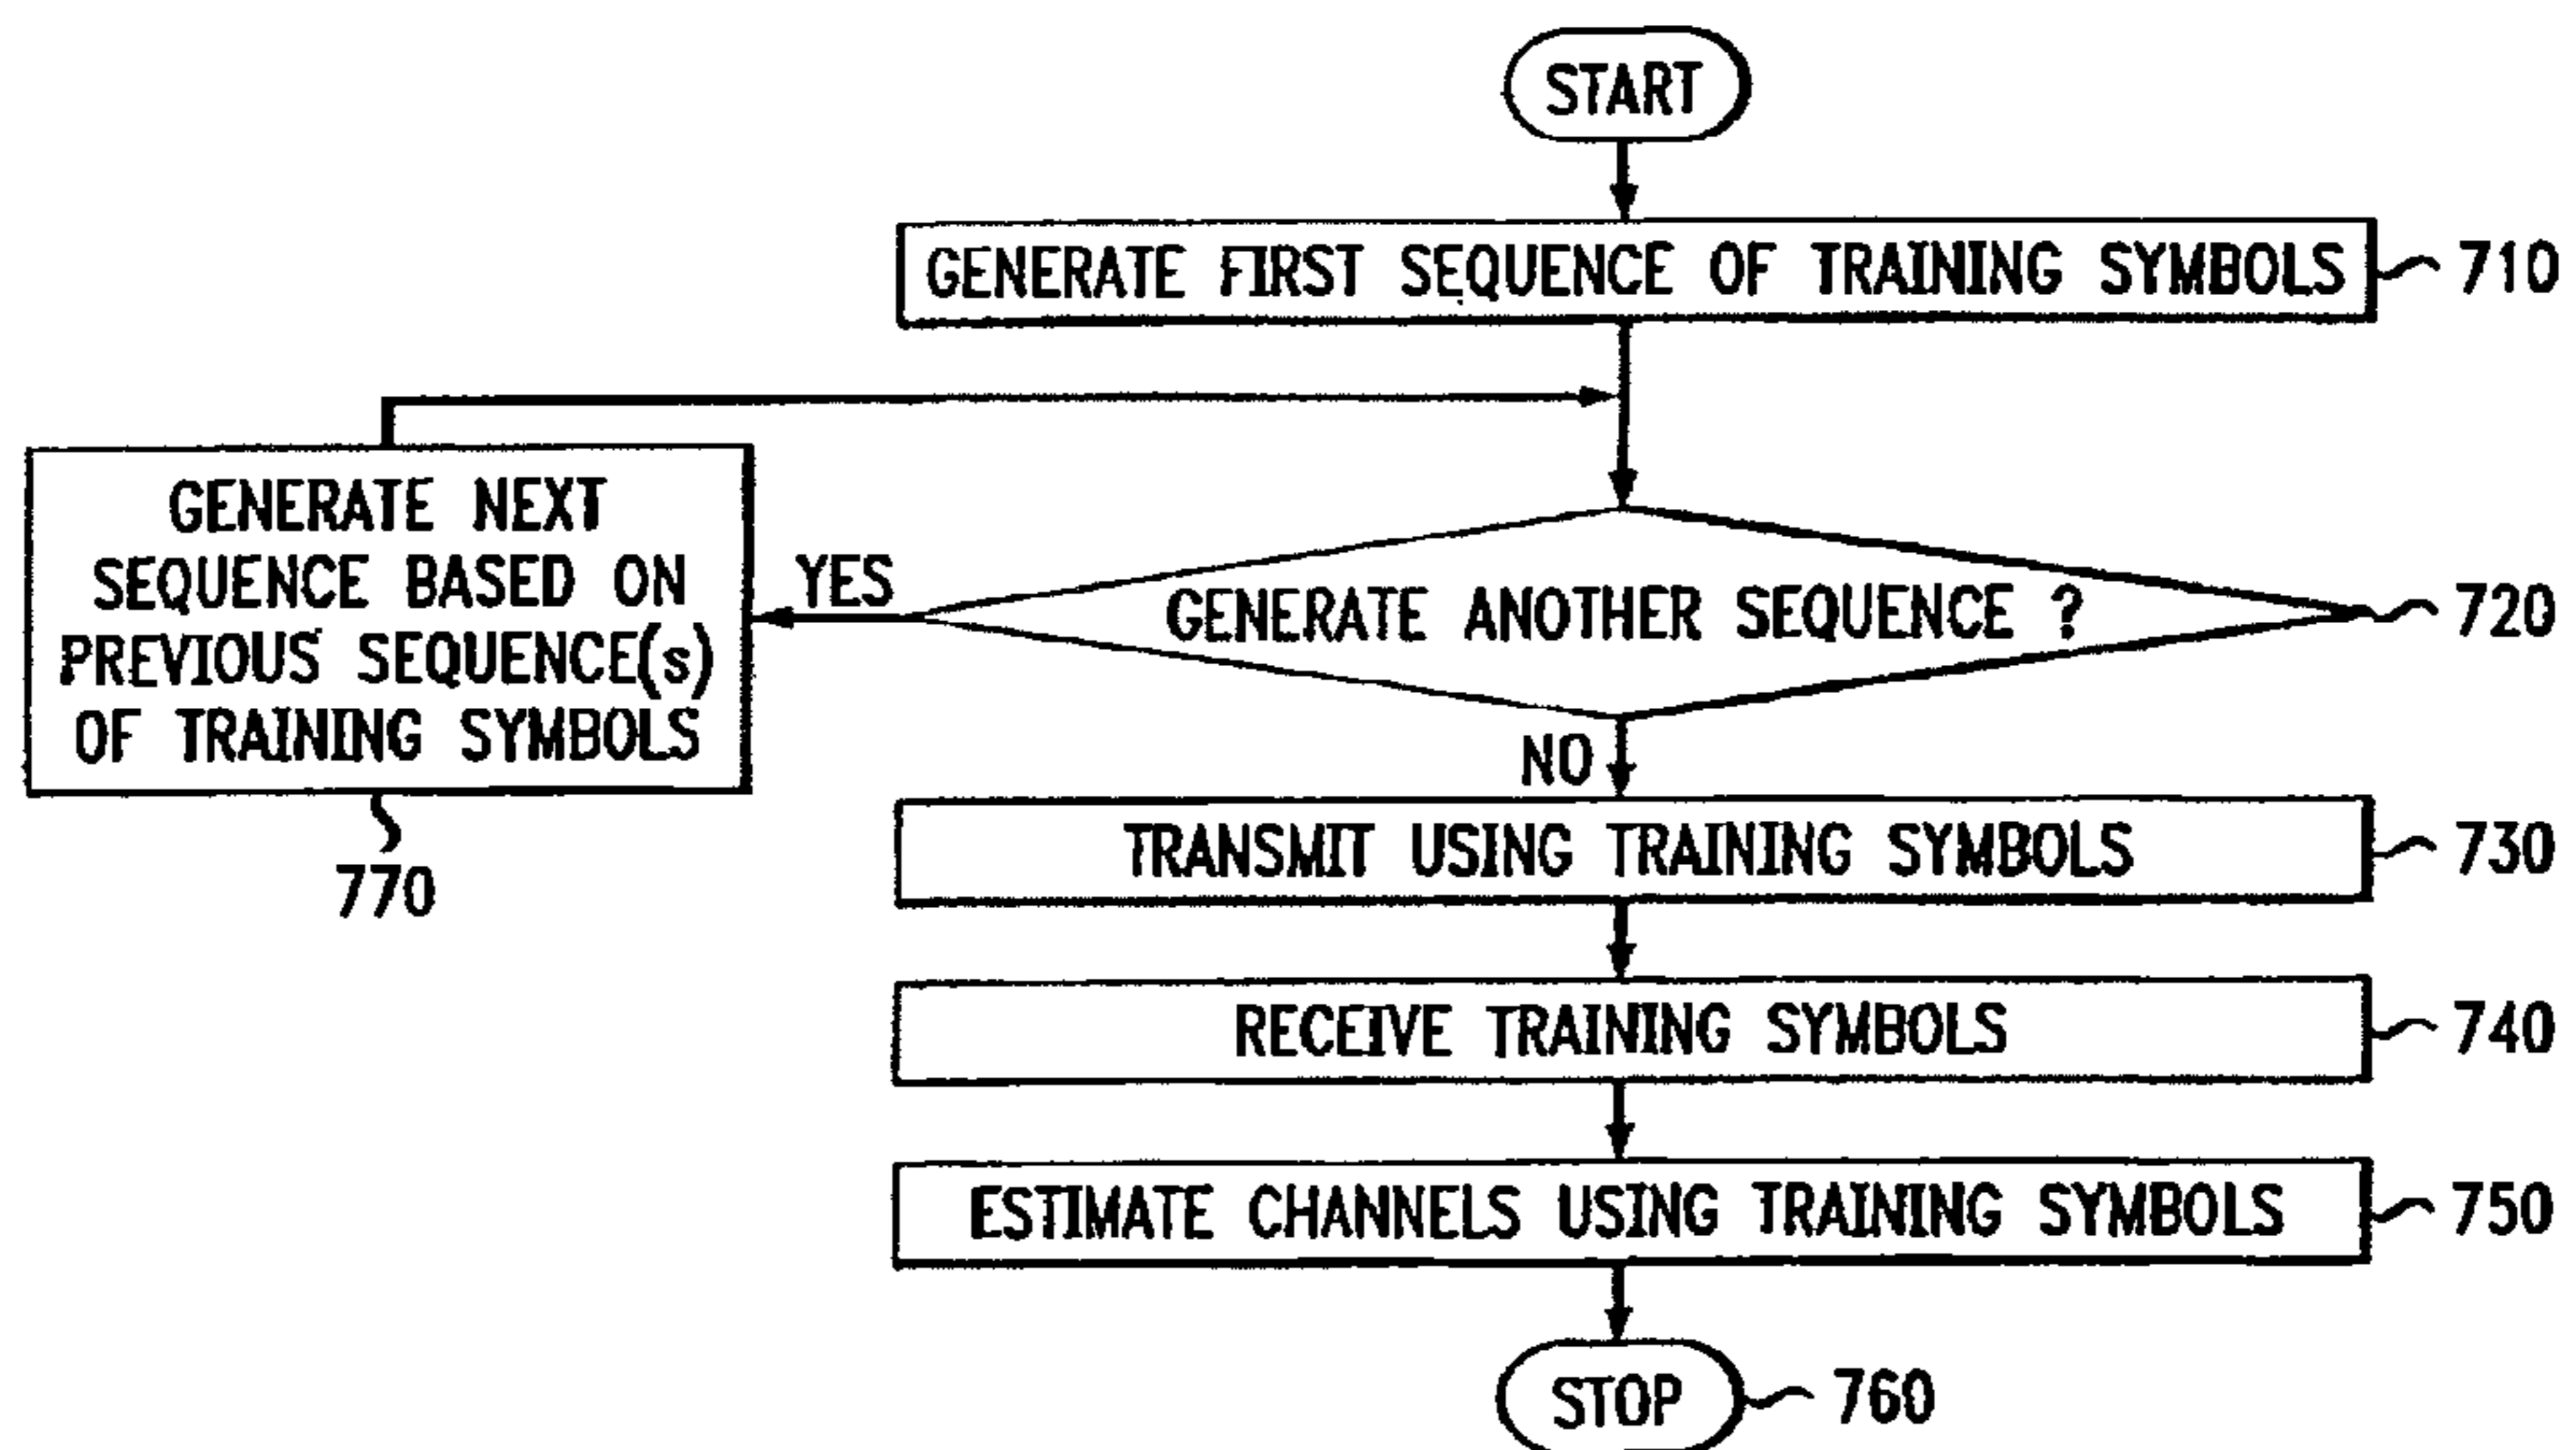 START
GENERATE FIRST SEQUENCE OF TRAINING SYMBOLS
710
GENERATE NEXT
SEQUENCE BASED ON
PREVIOUS SEQUENCE(s)
OF TRAINING SYMBOLS
770
YES
GENERATE ANOTHER SEQUENCE ?
720
NO
TRANSMIT USING TRAINING SYMBOLS
730
RECEIVE TRAINING SYMBOLS
740
ESTIMATE CHANNELS USING TRAINING SYMBOLS
750
STOP
760